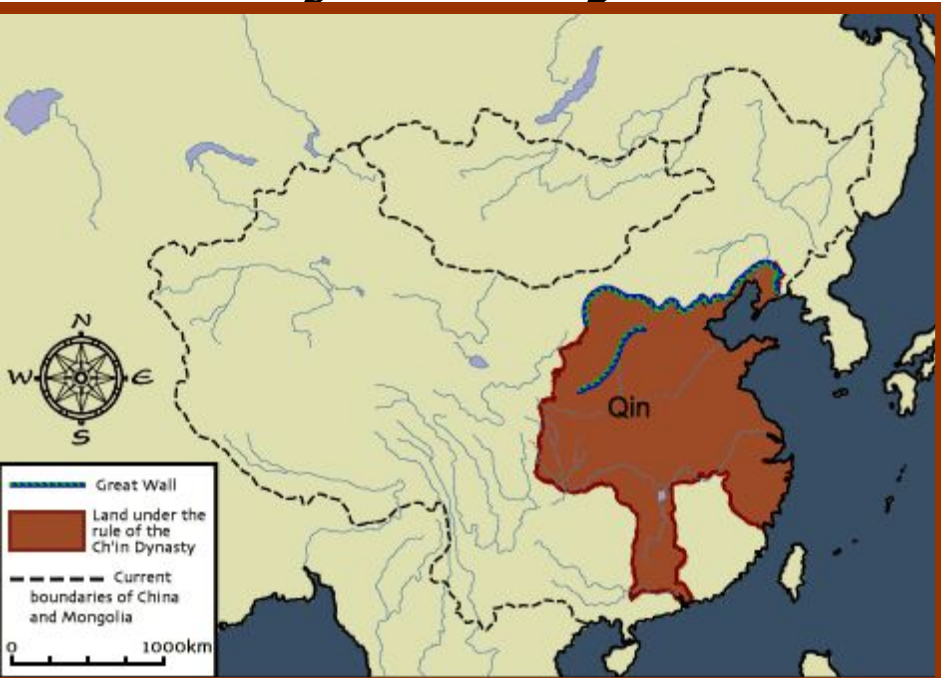 N
W
E
S
Qin
Great Wall
Land under the
rule of the
Ch'in Dynasty
Current
boundaries of China
and Mongolia
0
1000km